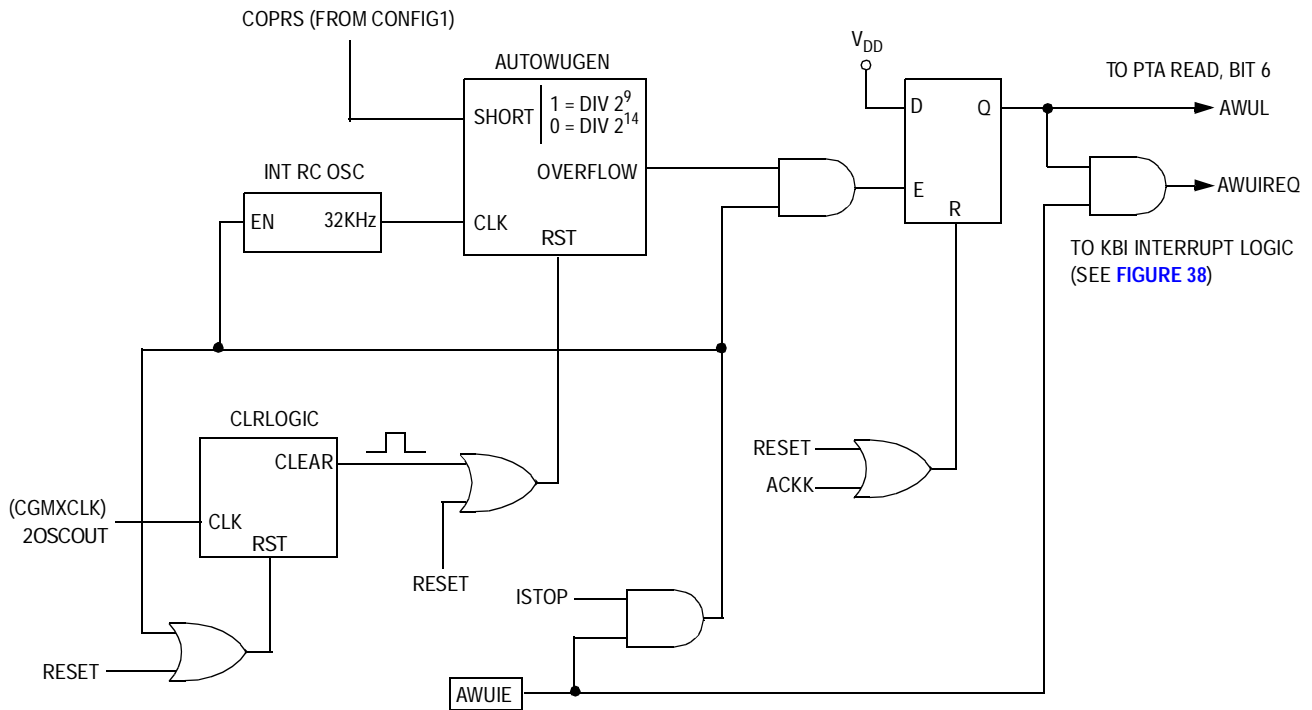 COPRS (FROM CONFIG1)
AUTOWUGEN
SHORT
1 = DIV 2^9
0 = DIV 2^14
OVERFLOW
CLK
RST
INT RC OSC
EN
32KHz
V_DD
D
Q
E
R
TO PTA READ, BIT 6
AWUL
AWUIREQ
TO KBI INTERRUPT LOGIC
(SEE FIGURE 38)
CLRLOGIC
CLEAR
CLK
RST
(CGMXCLK)
2OSCOUT
RESET
RESET
RESET
ACKK
ISTOP
AWUIE